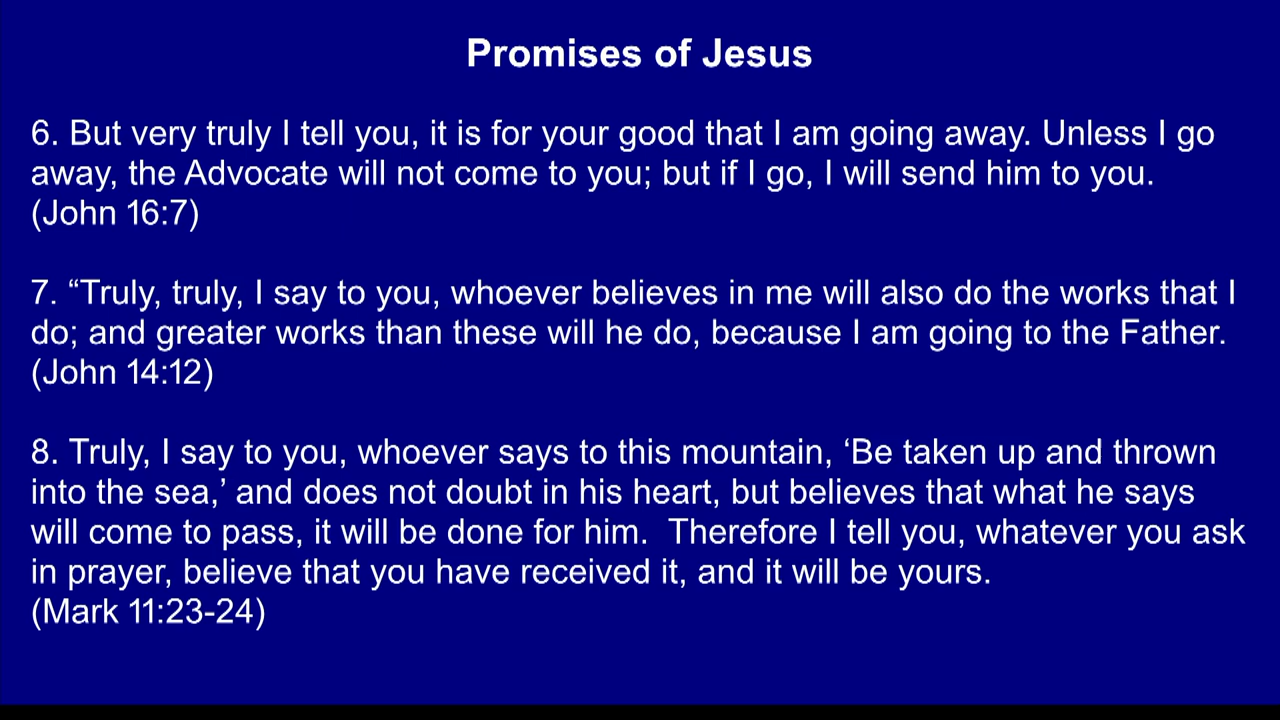 Promises of Jesus
6. But very truly I tell you, it is for your good that I am going away. Unless I go
away, the Advocate will not come to you; but if I go, I will send him to you.
(John 16:7)
7. “Truly, truly, I say to you, whoever believes in me will also do the works that I
do; and greater works than these will he do, because I am going to the Father.
(John 14:12)
8. Truly, I say to you, whoever says to this mountain, ‘Be taken up and thrown
into the sea,’ and does not doubt in his heart, but believes that what he says
will come to pass, it will be done for him.  Therefore I tell you, whatever you ask
in prayer, believe that you have received it, and it will be yours.
(Mark 11:23-24)